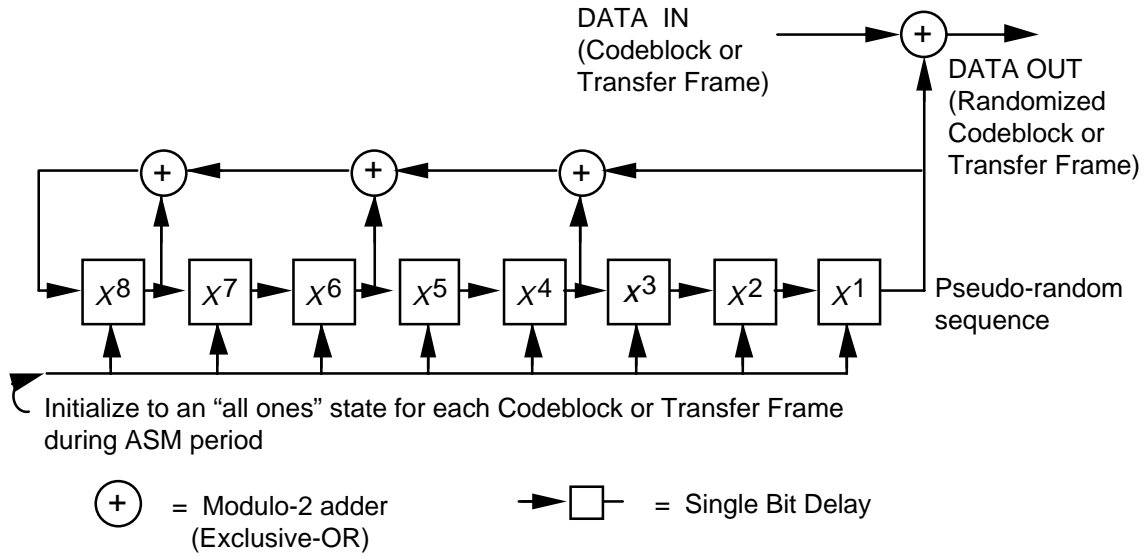 DATA IN
(Codeblock or
Transfer Frame)
+
DATA OUT
(Randomized
Codeblock or
Transfer Frame)
+ + +
X8 X7 X6 X5 X4 x3 X2 X1
Pseudo-random
sequence
Initialize to an “all ones” state for each Codeblock or Transfer Frame
during ASM period
+ = Modulo-2 adder
(Exclusive-OR)
= Single Bit Delay